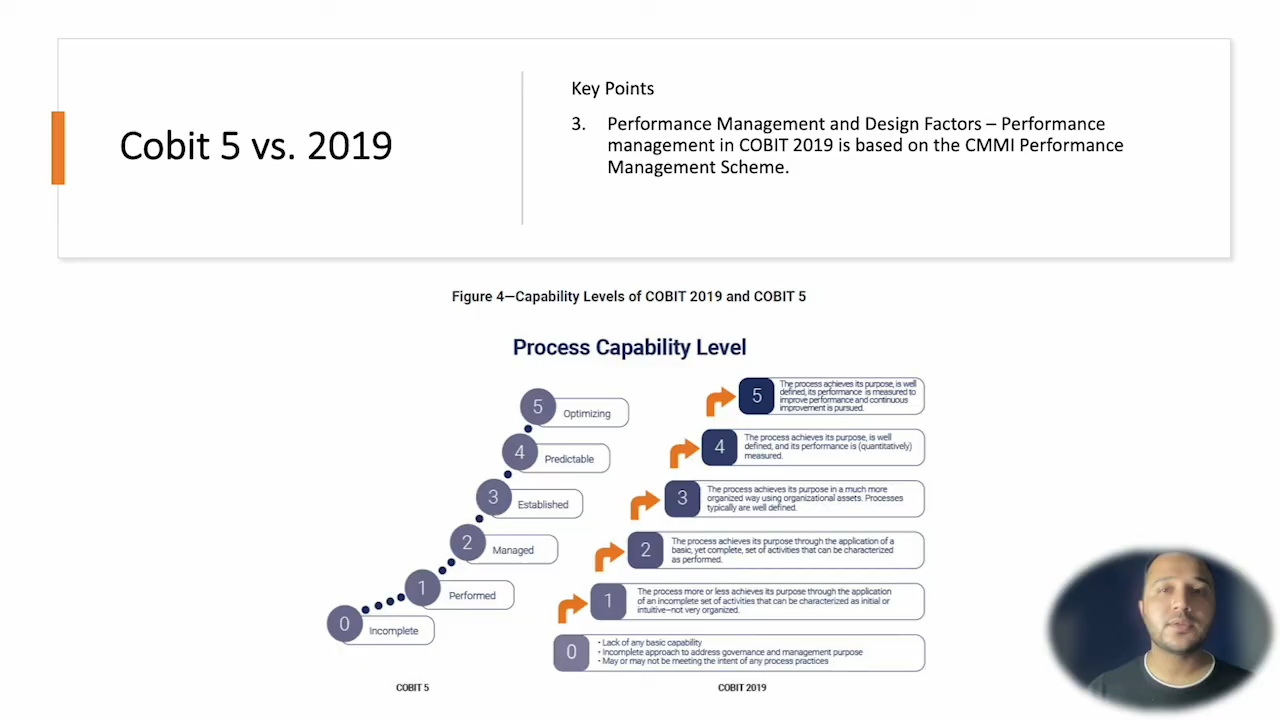 Cobit 5 vs. 2019
Key Points
3. Performance Management and Design Factors – Performance
management in COBIT 2019 is based on the CMMI Performance
Management Scheme.
Figure 4—Capability Levels of COBIT 2019 and COBIT 5
Process Capability Level
5
Optimizing
4
Predictable
3
Established
2
Managed
1
Performed
0
Incomplete
COBIT 5
5
The process achieves its purpose, is well
defined, its performance is measured to
improve performance and continuous
improvement is pursued.
4
The process achieves its purpose, is well
defined, and its performance is (quantitatively)
measured.
3
The process achieves its purpose in a much more
organized way using organizational assets. Processes
typically are well defined.
2
The process achieves its purpose through the application of a
basic, yet complete, set of activities that can be characterized
as performed.
1
The process more or less achieves its purpose through the application
of an incomplete set of activities that can be characterized as initial or
intuitive–not very organized.
0
• Lack of any basic capability
• Incomplete approach to address governance and management purpose
• May or may not be meeting the intent of any process practices
COBIT 2019